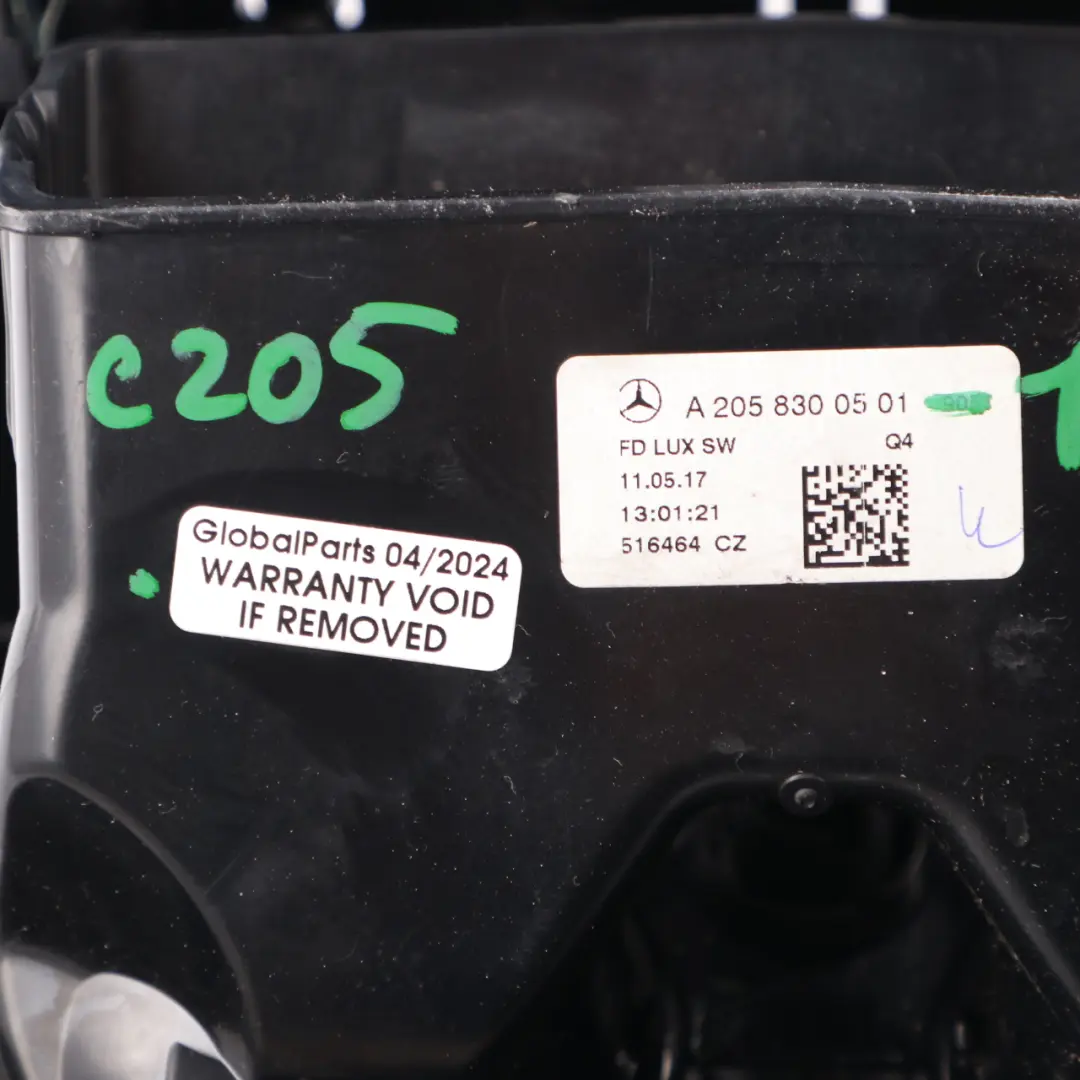 c205
A 205 830 05 01
FD LUX SW Q4
11.05.17
13:01:21
516464 CZ
GlobalParts 04/2024
WARRANTY VOID
IF REMOVED